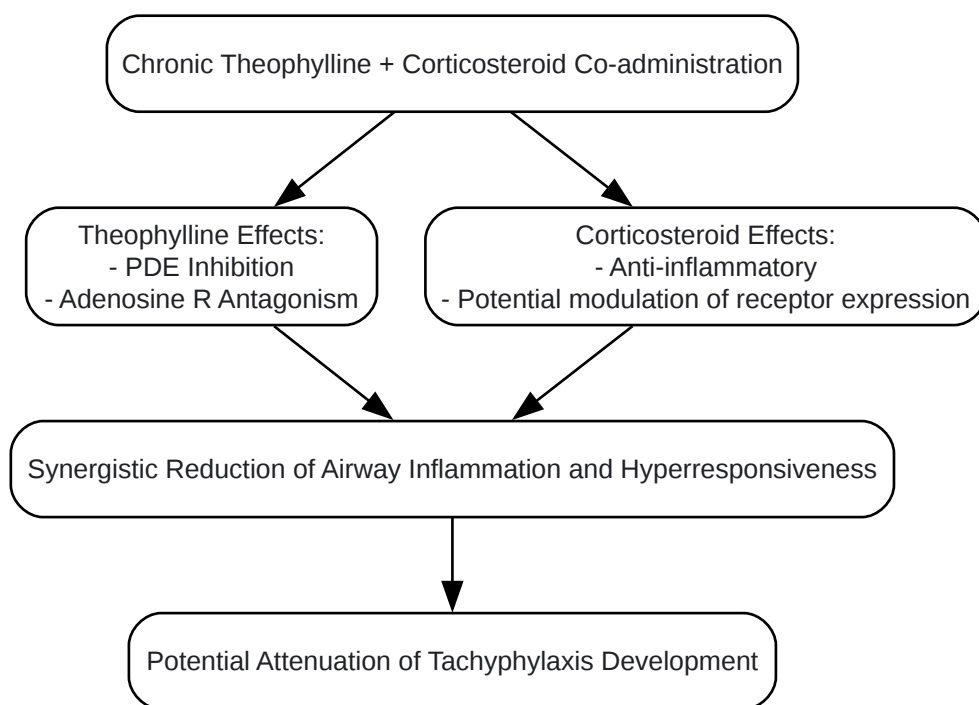 Chronic Theophylline + Corticosteroid Co-administration
Theophylline Effects:
- PDE Inhibition
- Adenosine R Antagonism
Corticosteroid Effects:
- Anti-inflammatory
- Potential modulation of receptor expression
Synergistic Reduction of Airway Inflammation and Hyperresponsiveness
Potential Attenuation of Tachyphylaxis Development